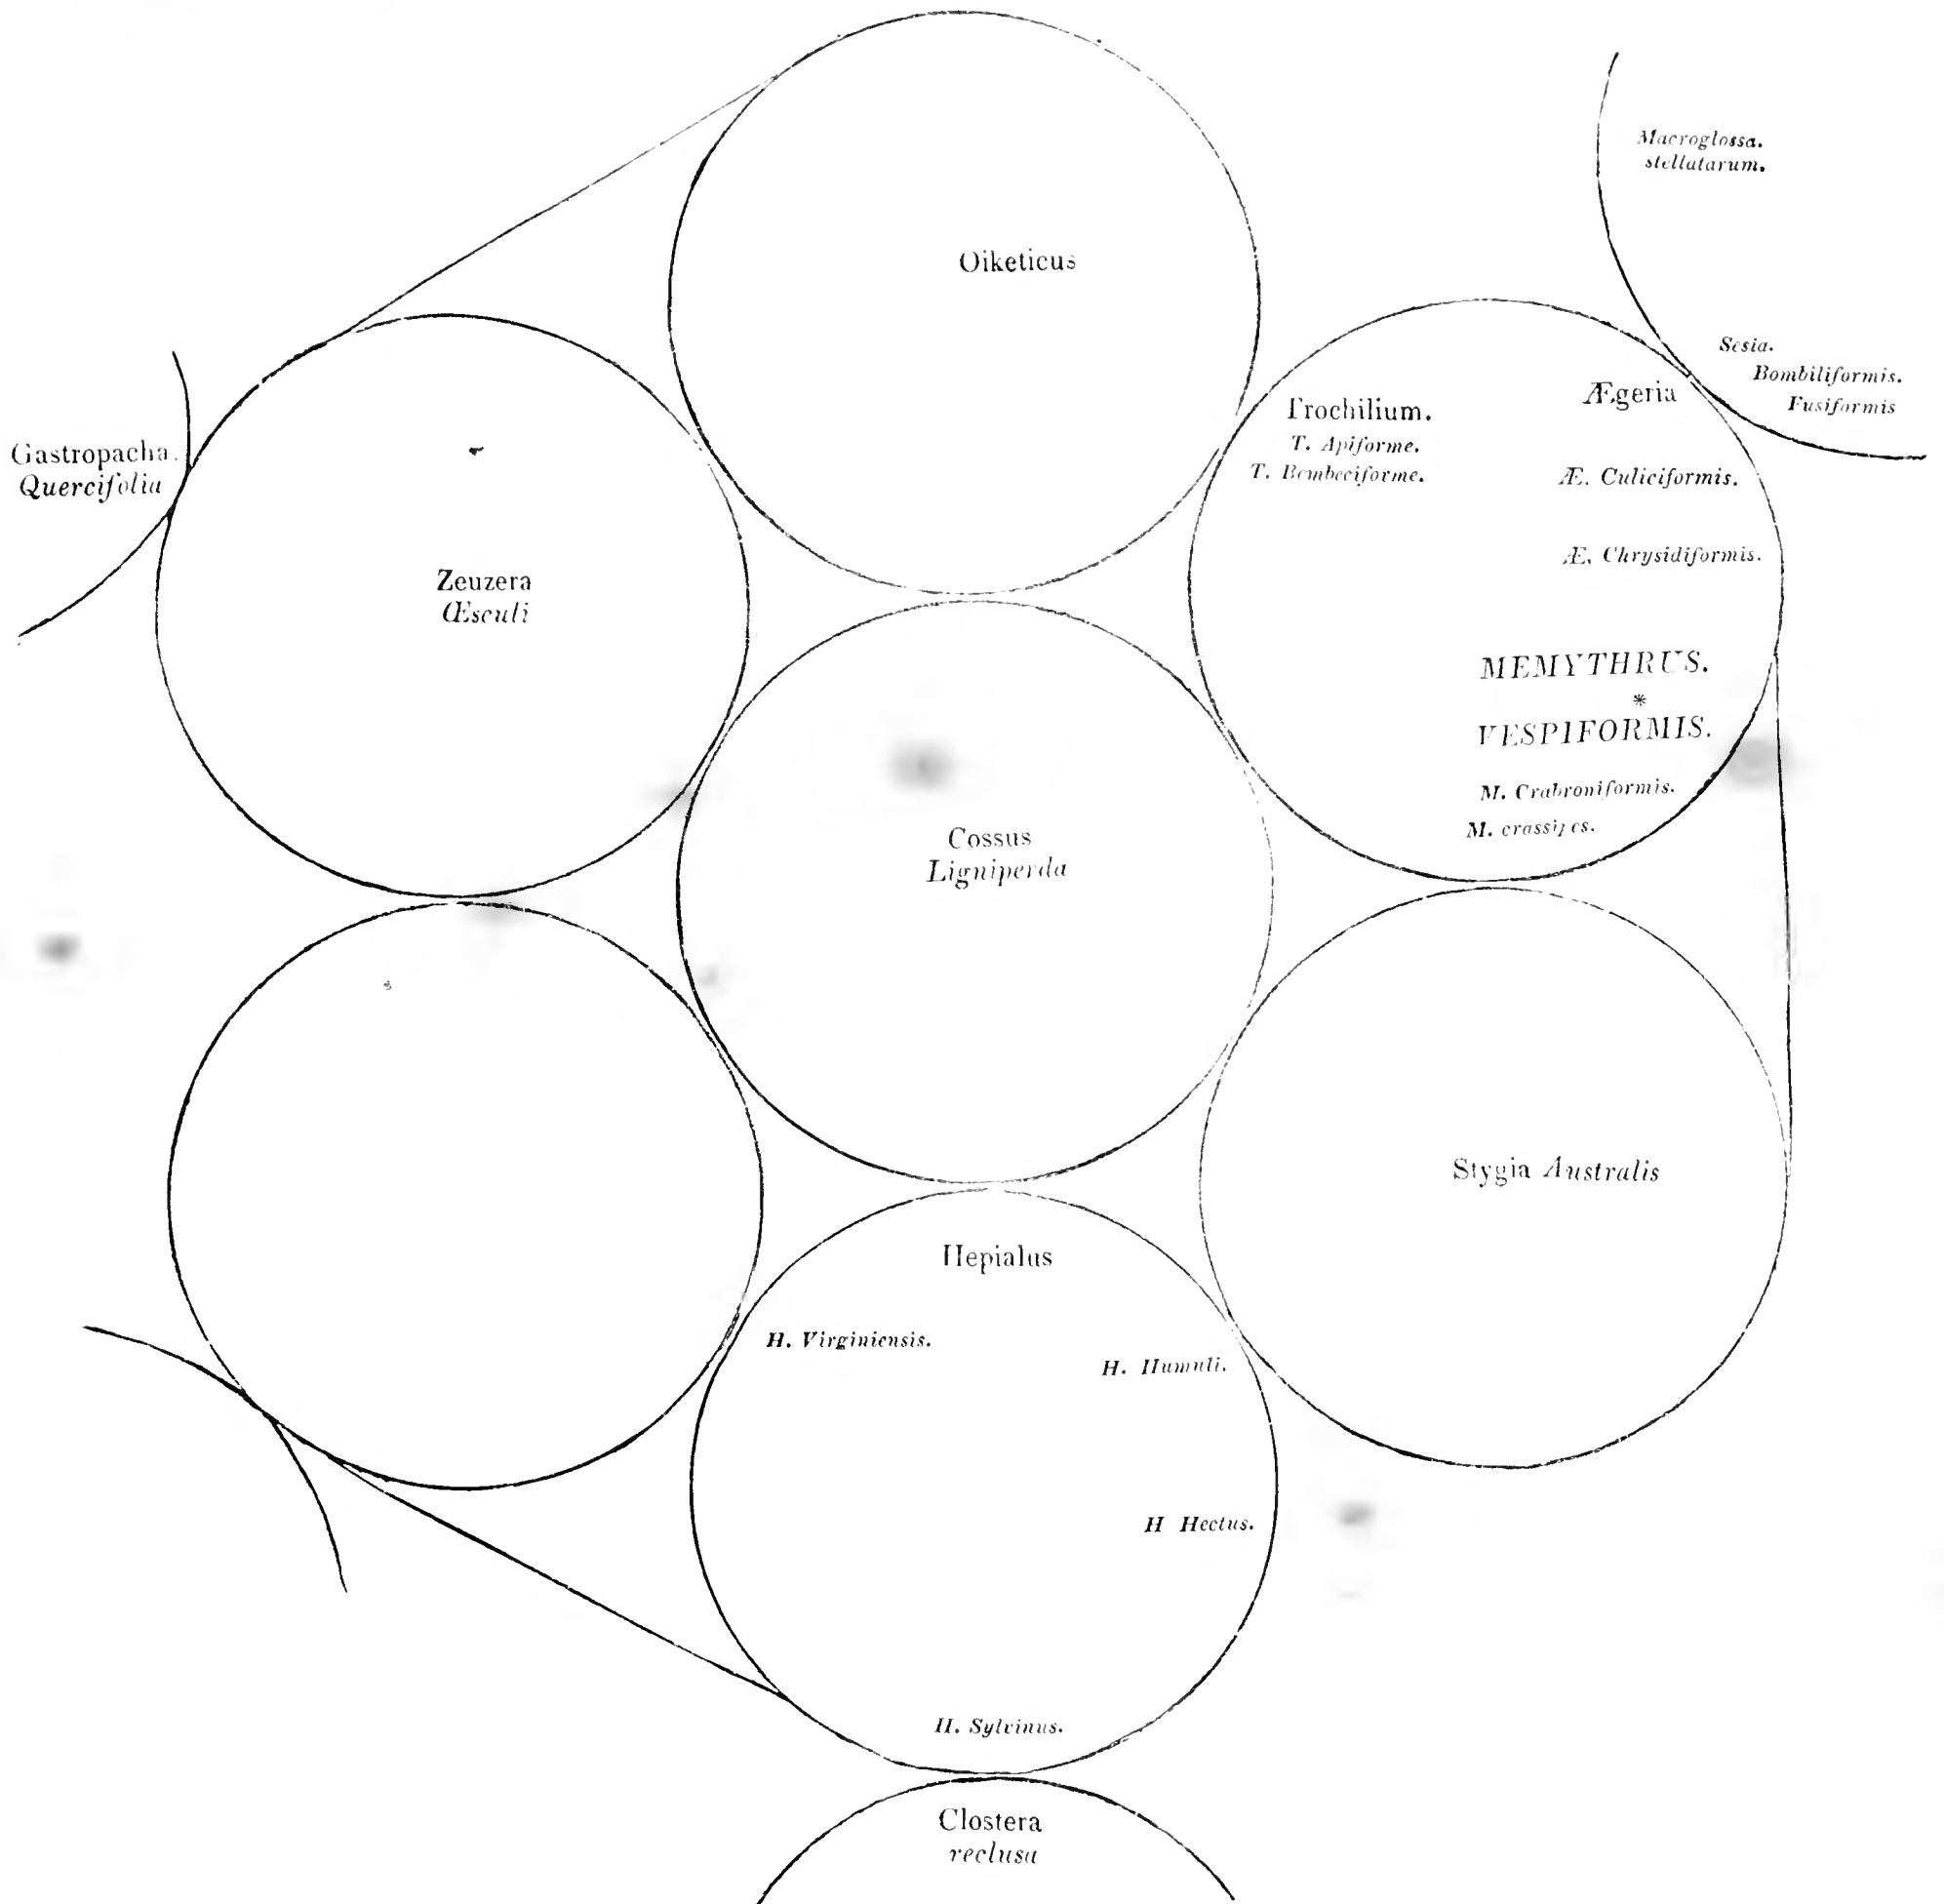 Macroglossa.
stellatarum.
Oiketicus
Sesia.
Bombiliformis.
Fusiformis
Ægeria
Trochilium.
T. Apiforme.
T. Bembeciforme.
Æ. Culiciformis.
Æ. Chrysidiformis.
MEMYTHRUS.
*
VESPIFORMIS.
M. Crabroniformis.
M. crassipes.
Gastropacha.
Quercifolia
Zeuzera
Œsculi
Cossus
Ligniperda
Stygia Australis
Hepialus
H. Virginiensis.
H. Humuli.
H Hectus.
H. Sylvinus.
Clostera
reclusa